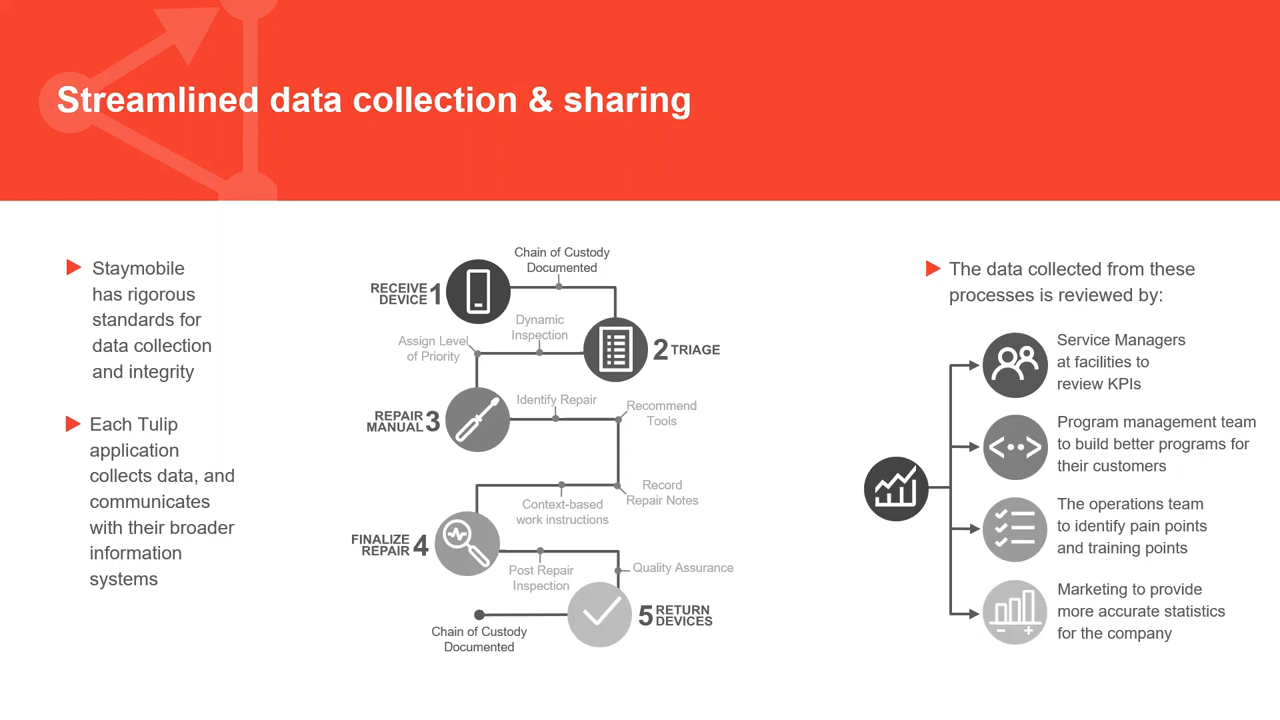 Streamlined data collection & sharing
Staymobile
has rigorous
standards for
data collection
and integrity
Each Tulip
application
collects data, and
communicates
with their broader
information
systems
RECEIVE
DEVICE 1
Chain of Custody
Documented
Dynamic
Inspection
2 TRIAGE
Assign Level
of Priority
REPAIR
MANUAL 3
Identify Repair
Recommend
Tools
Record
Repair Notes
Context-based
work instructions
FINALIZE
REPAIR 4
Post Repair
Inspection
Quality Assurance
5 RETURN
DEVICES
Chain of Custody
Documented
The data collected from these
processes is reviewed by:
Service Managers
at facilities to
review KPIs
Program management team
to build better programs for
their customers
The operations team
to identify pain points
and training points
Marketing to provide
more accurate statistics
for the company